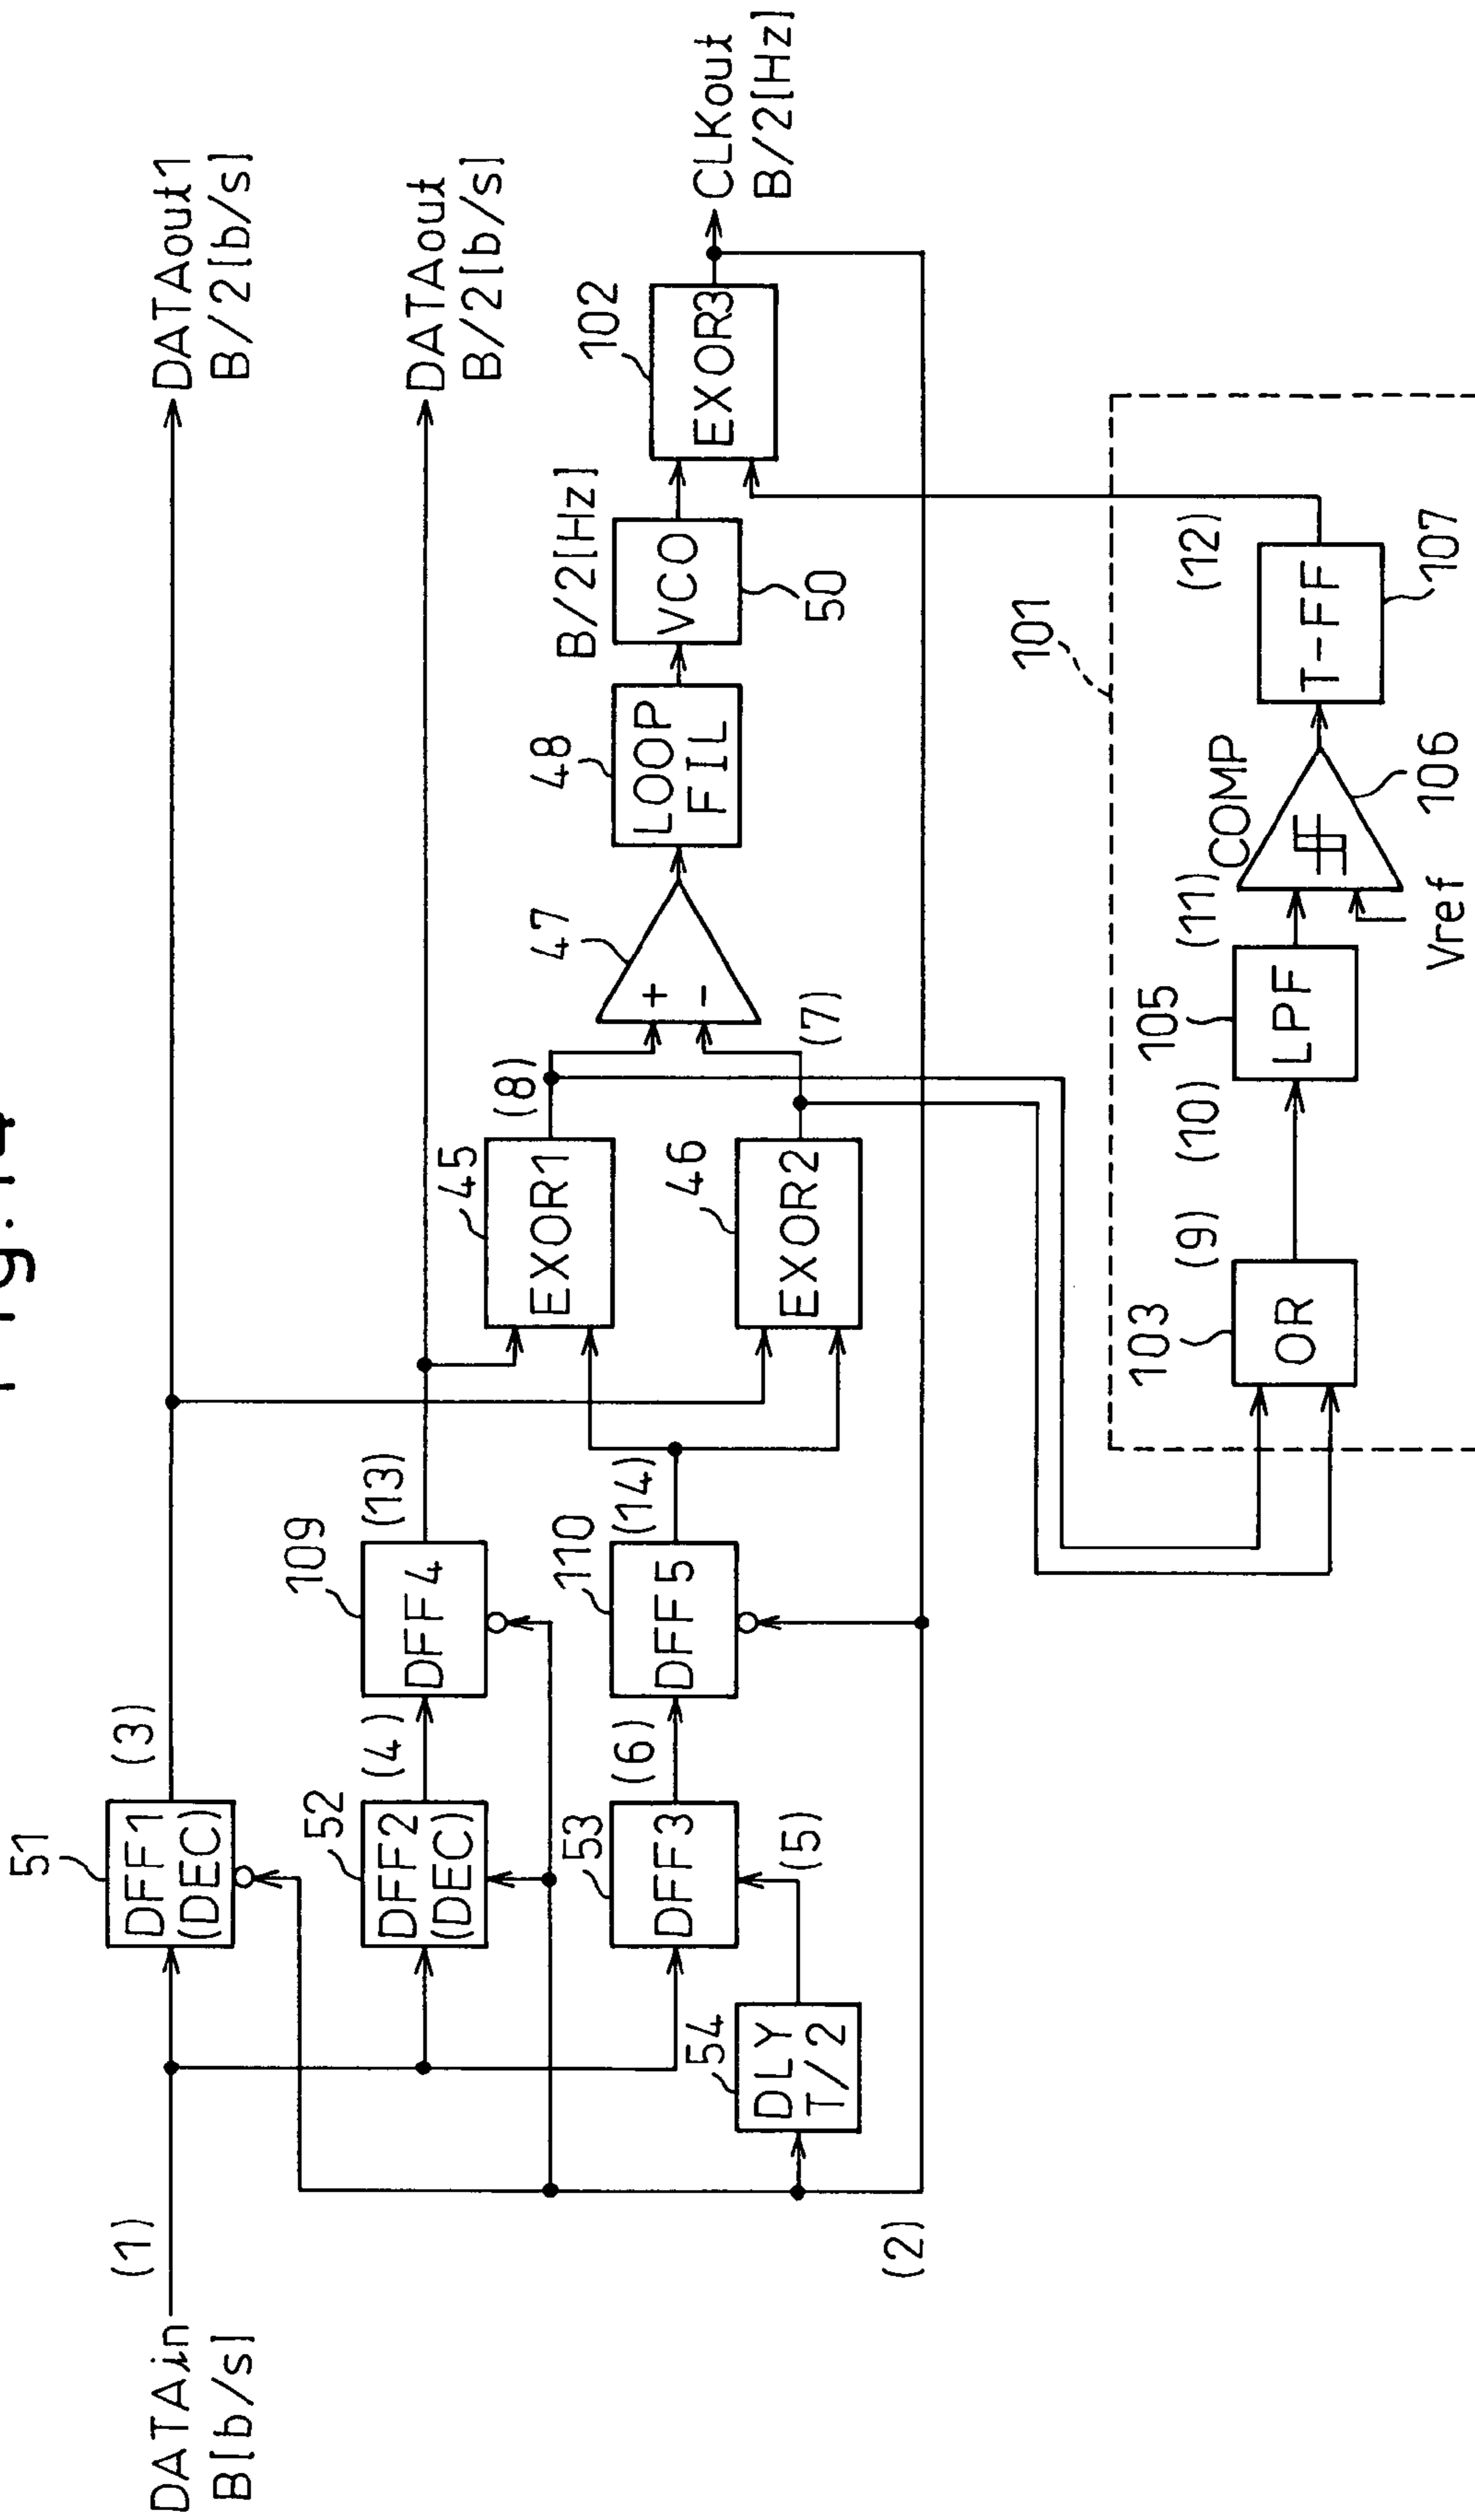 DATAin
B[b/s]
(1)
51
DFF1
(DEC)
(3)
DATAout1
B/2[b/s]
52
DFF2
(DEC)
(4)
109
DFF4
(13)
DATAout
B/2[b/s]
53
DFF3
(6)
110
DFF5
(14)
54
DLY
T/2
(5)
(2)
45
EXOR1
(8)
46
EXOR2
(7)
47
+
-
48
LOOP
FIL
B/2[Hz]
VCO
50
102
EXOR3
CLKout
B/2[Hz]
101
103
OR
(9)
(10)
105
LPF
(11)
COMP
106
Vref
T-FF
107
(12)